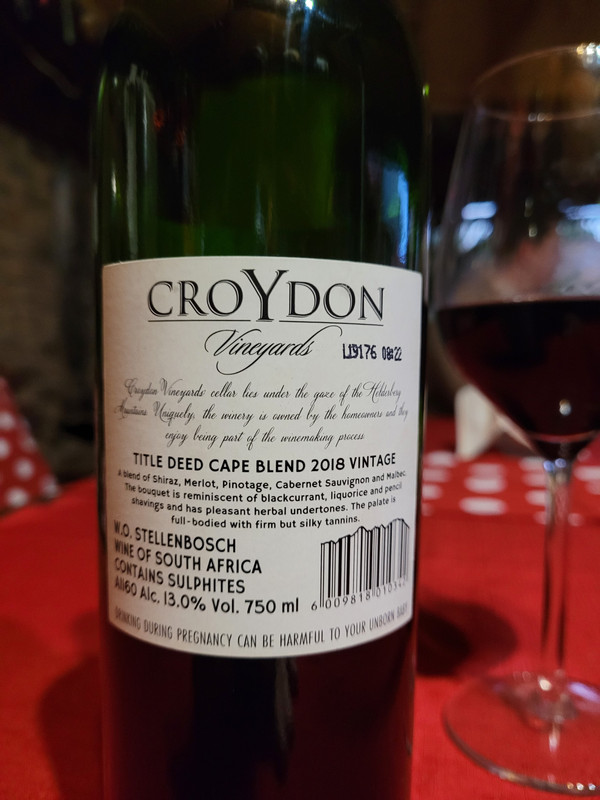 CROYDON
Vineyards
L19176 08:22
Croydon Vineyards' cellar lies under the gaze of the Helderberg
Mountains. Uniquely, the winery is owned by the homeowners and they
enjoy being part of the winemaking process.
TITLE DEED CAPE BLEND 2018 VINTAGE
A blend of Shiraz, Merlot, Pinotage, Cabernet Sauvignon and Malbec.
The bouquet is reminiscent of blackcurrant, liquorice and pencil
shavings and has pleasant herbal undertones. The palate is
full-bodied with firm but silky tannins.
W.O. STELLENBOSCH
WINE OF SOUTH AFRICA
CONTAINS SULPHITES
A1160 Alc. 13.0% Vol. 750 ml
6 009818 01034
DRINKING DURING PREGNANCY CAN BE HARMFUL TO YOUR UNBORN BABY